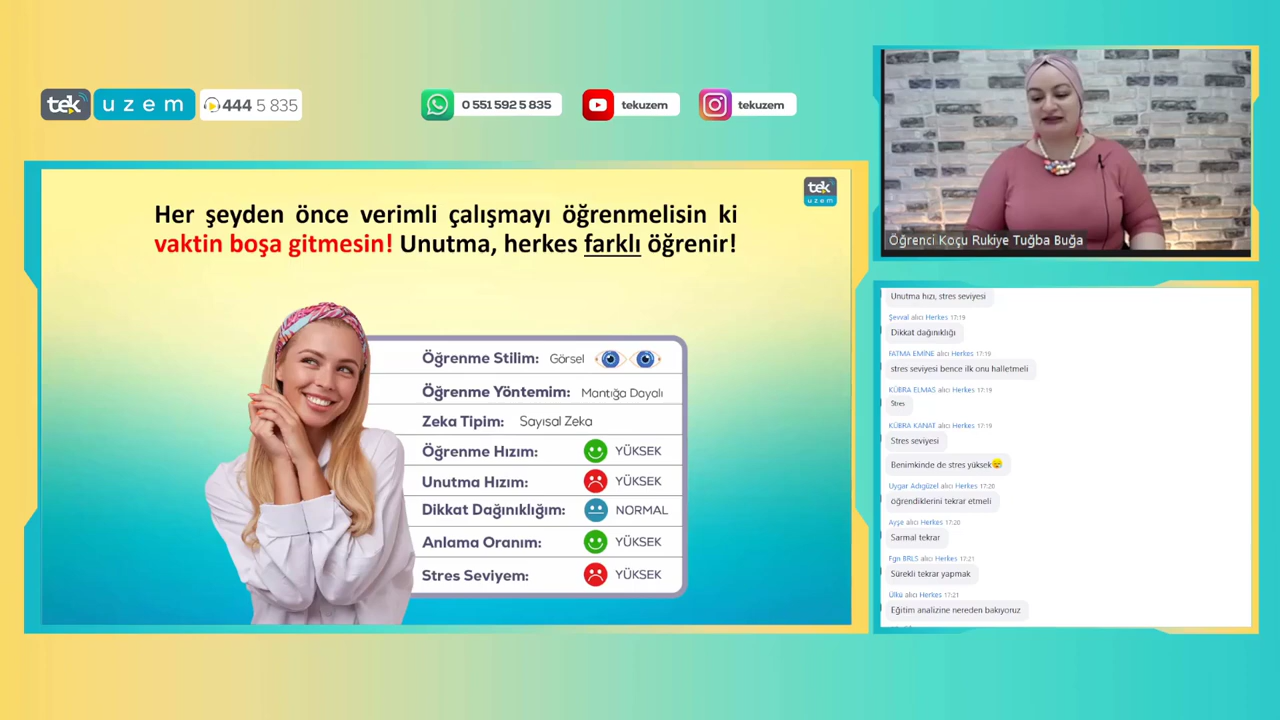 tek uzem 444 5 835
0 551 592 5 835
tekuzem
tekuzem
tek
uzem
Her şeyden önce verimli çalışmayı öğrenmelisin ki
vaktin boşa gitmesin! Unutma, herkes farklı öğrenir!
Öğrenme Stilim: Görsel
Öğrenme Yöntemim: Mantığa Dayalı
Zeka Tipim: Sayısal Zeka
Öğrenme Hızım: YÜKSEK
Unutma Hızım: YÜKSEK
Dikkat Dağınıklığım: NORMAL
Anlama Oranım: YÜKSEK
Stres Seviyem: YÜKSEK
Öğrenci Koçu Rukiye Tuğba Buğa
Unutma hızı, stres seviyesi
Şevval alıcı Herkes 17:19
Dikkat dağınıklığı
FATMA EMİNE alıcı Herkes 17:19
stres seviyesi bence ilk onu halletmeli
KÜBRA ELMAS alıcı Herkes 17:19
Stres
KÜBRA KANAT alıcı Herkes 17:19
Stres seviyesi
Benimkinde de stres yüksek
Uygar Adıgüzel alıcı Herkes 17:20
öğrendiklerini tekrar etmeli
Ayşe alıcı Herkes 17:20
Sarmal tekrar
Fgn BRLS alıcı Herkes 17:21
Sürekli tekrar yapmak
Ülkü alıcı Herkes 17:21
Eğitim analizine nereden bakıyoruz